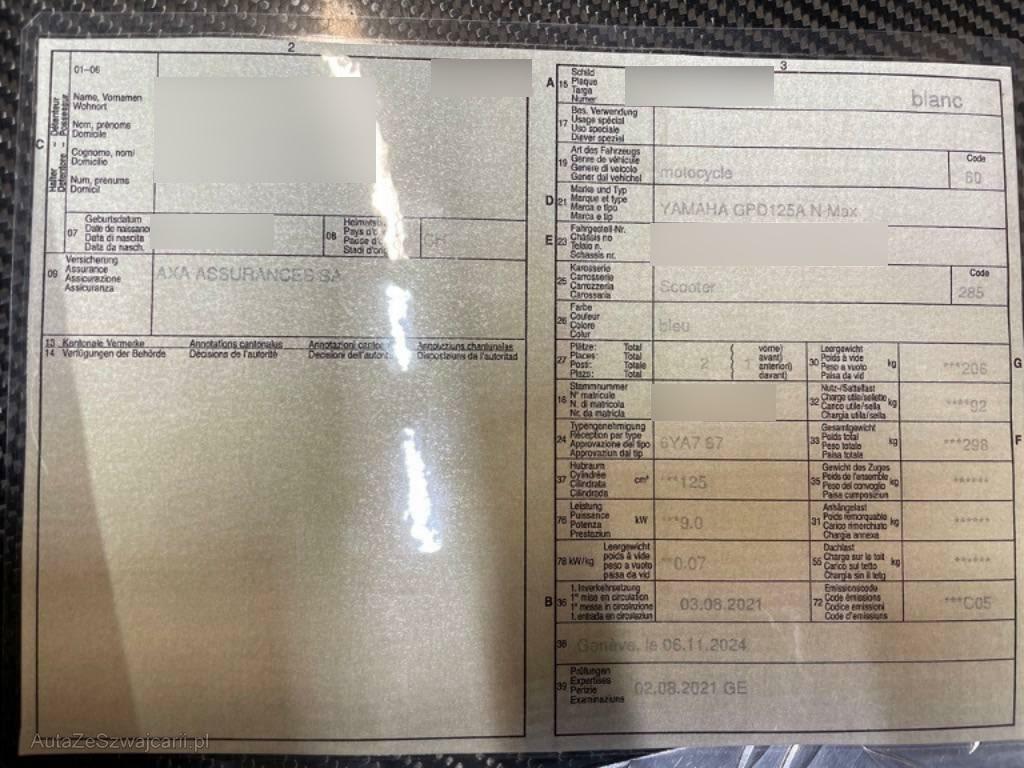 2
01-06
Name, Vornamen
Wohnort
Nom, prénoms
Domicile
Cognome, nomi
Domicilio
Num, prenums
Domicil
C
Halter - Détenteur
Detentore - Possessur
07
Geburtsdatum
Date de naissance
Data di nascita
Data da nasch.
08
Pays d'o
CH
09
Versicherung
Assurance
Assicurazione
Assicuranza
AXA ASSURANCES SA
13 Kantonale Vermerke Annotations cantonales Annotazioni Annotaziuns chantunalas
14 Verfügungen der Behörde Décisions de l'autorité Decisioni dell'autorità Disposiziuns da l'autoritad
3
A 15
Schild
Plaque
Targa
Numer
blanc
17
Bes. Verwendung
Usage spécial
Uso speciale
Diever spezial
19
Art des Fahrzeugs
Genre de véhicule
Genere di veicolo
Gener dal vehichel
motocycle
Code
60
D 21
Marke und Typ
Marque et type
Marca e tipo
Marca e tip
YAMAHA GPD125A N-Max
E 23
Fahrgestell-Nr.
Châssis no
Telaio n.
Schassis nr.
25
Karosserie
Carrosserie
Carrozzeria
Carossaria
Scooter
Code
285
26
Farbe
Couleur
Colore
Colur
bleu
27
Plätze: Total
Places: Total
Posti: Totale
Plazs: Total
2
( vorne)
( avant)
( anteriori)
( davant)
1
30
Leergewicht
Poids à vide
Peso a vuoto
Paisa da vid
kg
***206
G
18
Stammnummer
N° matricule
N. di matricola
Nr. da matricla
32
Nutz-/Sattellast
Charge utile/sellette
Carico utile/sella
Chargia utila/sella
kg
****92
24
Typengenehmigung
Réception par type
Approvazione del tipo
Approvaziun dal tip
6YA7 67
33
Gesamtgewicht
Poids total
Peso totale
Paisa totala
kg
***298
F
37
Hubraum
Cylindrée
Cilindrata
Cilindrada
cm³
***125
35
Gewicht des Zuges
Poids de l'ensemble
Peso del convoglio
Paisa cumposiziun
kg
******
76
Leistung
Puissance
Potenza
Prestaziun
kW
***9.0
31
Anhängelast
Poids remorquable
Carico rimorchiato
Chargia annexa
kg
******
78 kW/kg
Leergewicht
poids à vide
peso a vuoto
paisa da vid
**0.07
55
Dachlast
Charge sur le toit
Carico sul tetto
Chargia sin il tetg
kg
******
B 36
1. Inverkehrsetzung
1re mise en circulation
1a messa in circolazione
1. entrada en circulaziun
03.08.2021
72
Emissionscode
Code émissions
Codice emissioni
Code d'emissiuns
***C05
38
Genève, le 06.11.2024
39
Prüfungen
Expertises
Perizie
Examinaziuns
02.08.2021 GE
AutaZeSzwajcarii.pl